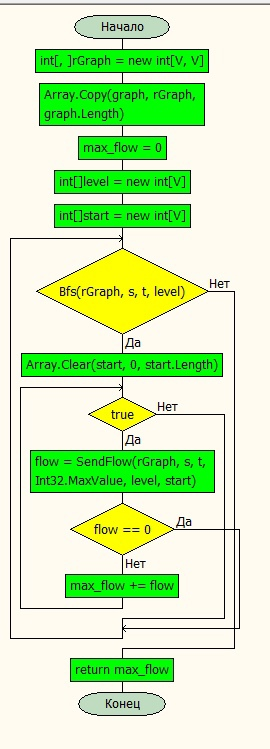 Начало
int[, ]rGraph = new int[V, V]
Array.Copy(graph, rGraph,
graph.Length)
max_flow = 0
int[]level = new int[V]
int[]start = new int[V]
Bfs(rGraph, s, t, level)
Нет
Да
Array.Clear(start, 0, start.Length)
true
Нет
Да
flow = SendFlow(rGraph, s, t,
Int32.MaxValue, level, start)
flow == 0
Да
Нет
max_flow += flow
return max_flow
Конец